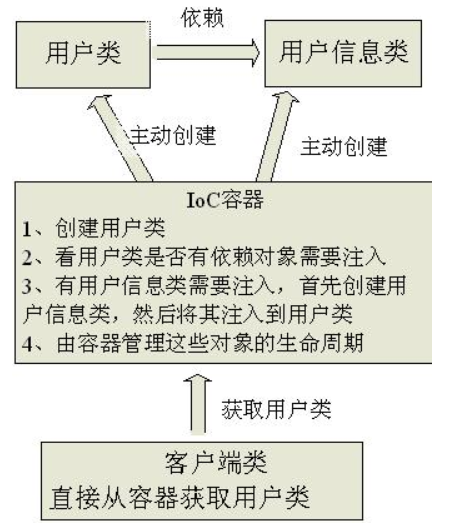 依赖
用户类
用户信息类
主动创建
主动创建
IoC容器
1、创建用户类
2、看用户类是否有依赖对象需要注入
3、有用户信息类需要注入，首先创建用
户信息类，然后将其注入到用户类
4、由容器管理这些对象的生命周期
获取用户类
客户端类
直接从容器获取用户类